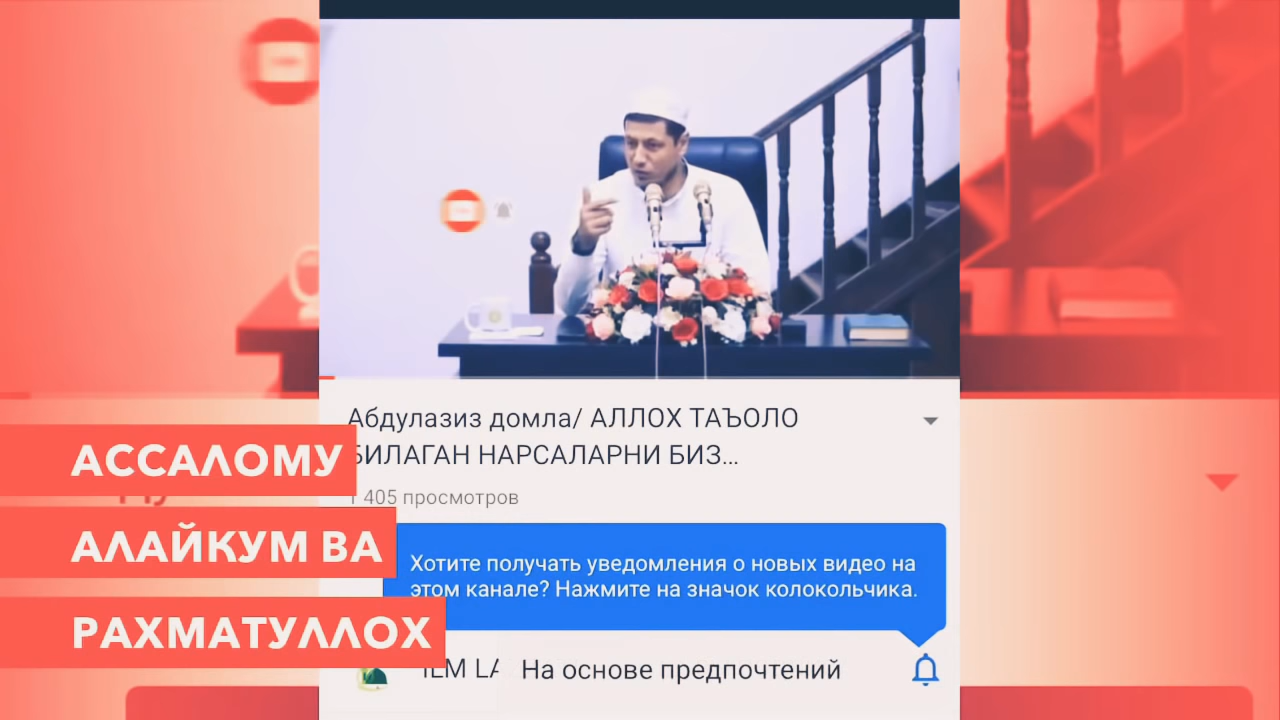 Абдулазиз домла/ АЛЛОХ ТАЪОЛО
БИЛАГАН НАРСАЛАРНИ БИЗ...
405 просмотров
АССАЛОМУ
АЛАЙКУМ ВА
РАХМАТУЛЛОХ
Хотите получать уведомления о новых видео на
этом канале? Нажмите на значок колокольчика.
На основе предпочтений